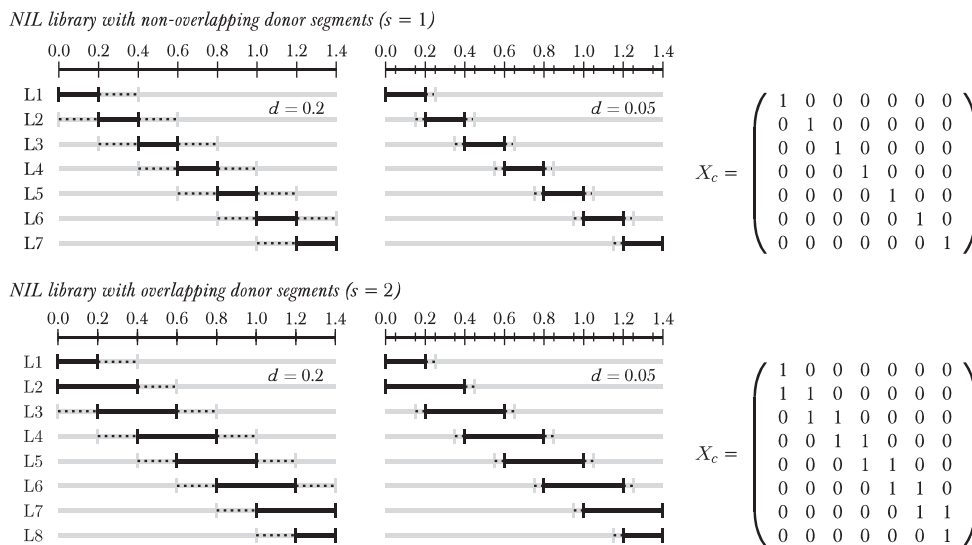 NIL library with non-overlapping donor segments (s = 1)
0.0 0.2 0.4 0.6 0.8 1.0 1.2 1.4
0.0 0.2 0.4 0.6 0.8 1.0 1.2 1.4
L1
L2
L3
L4
L5
L6
L7
d = 0.2
d = 0.05
X_c =
1 0 0 0 0 0 0
0 1 0 0 0 0 0
0 0 1 0 0 0 0
0 0 0 1 0 0 0
0 0 0 0 1 0 0
0 0 0 0 0 1 0
0 0 0 0 0 0 1
NIL library with overlapping donor segments (s = 2)
0.0 0.2 0.4 0.6 0.8 1.0 1.2 1.4
0.0 0.2 0.4 0.6 0.8 1.0 1.2 1.4
L1
L2
L3
L4
L5
L6
L7
L8
d = 0.2
d = 0.05
X_c =
1 0 0 0 0 0 0
1 1 0 0 0 0 0
0 1 1 0 0 0 0
0 0 1 1 0 0 0
0 0 0 1 1 0 0
0 0 0 0 1 1 0
0 0 0 0 0 1 1
0 0 0 0 0 0 1